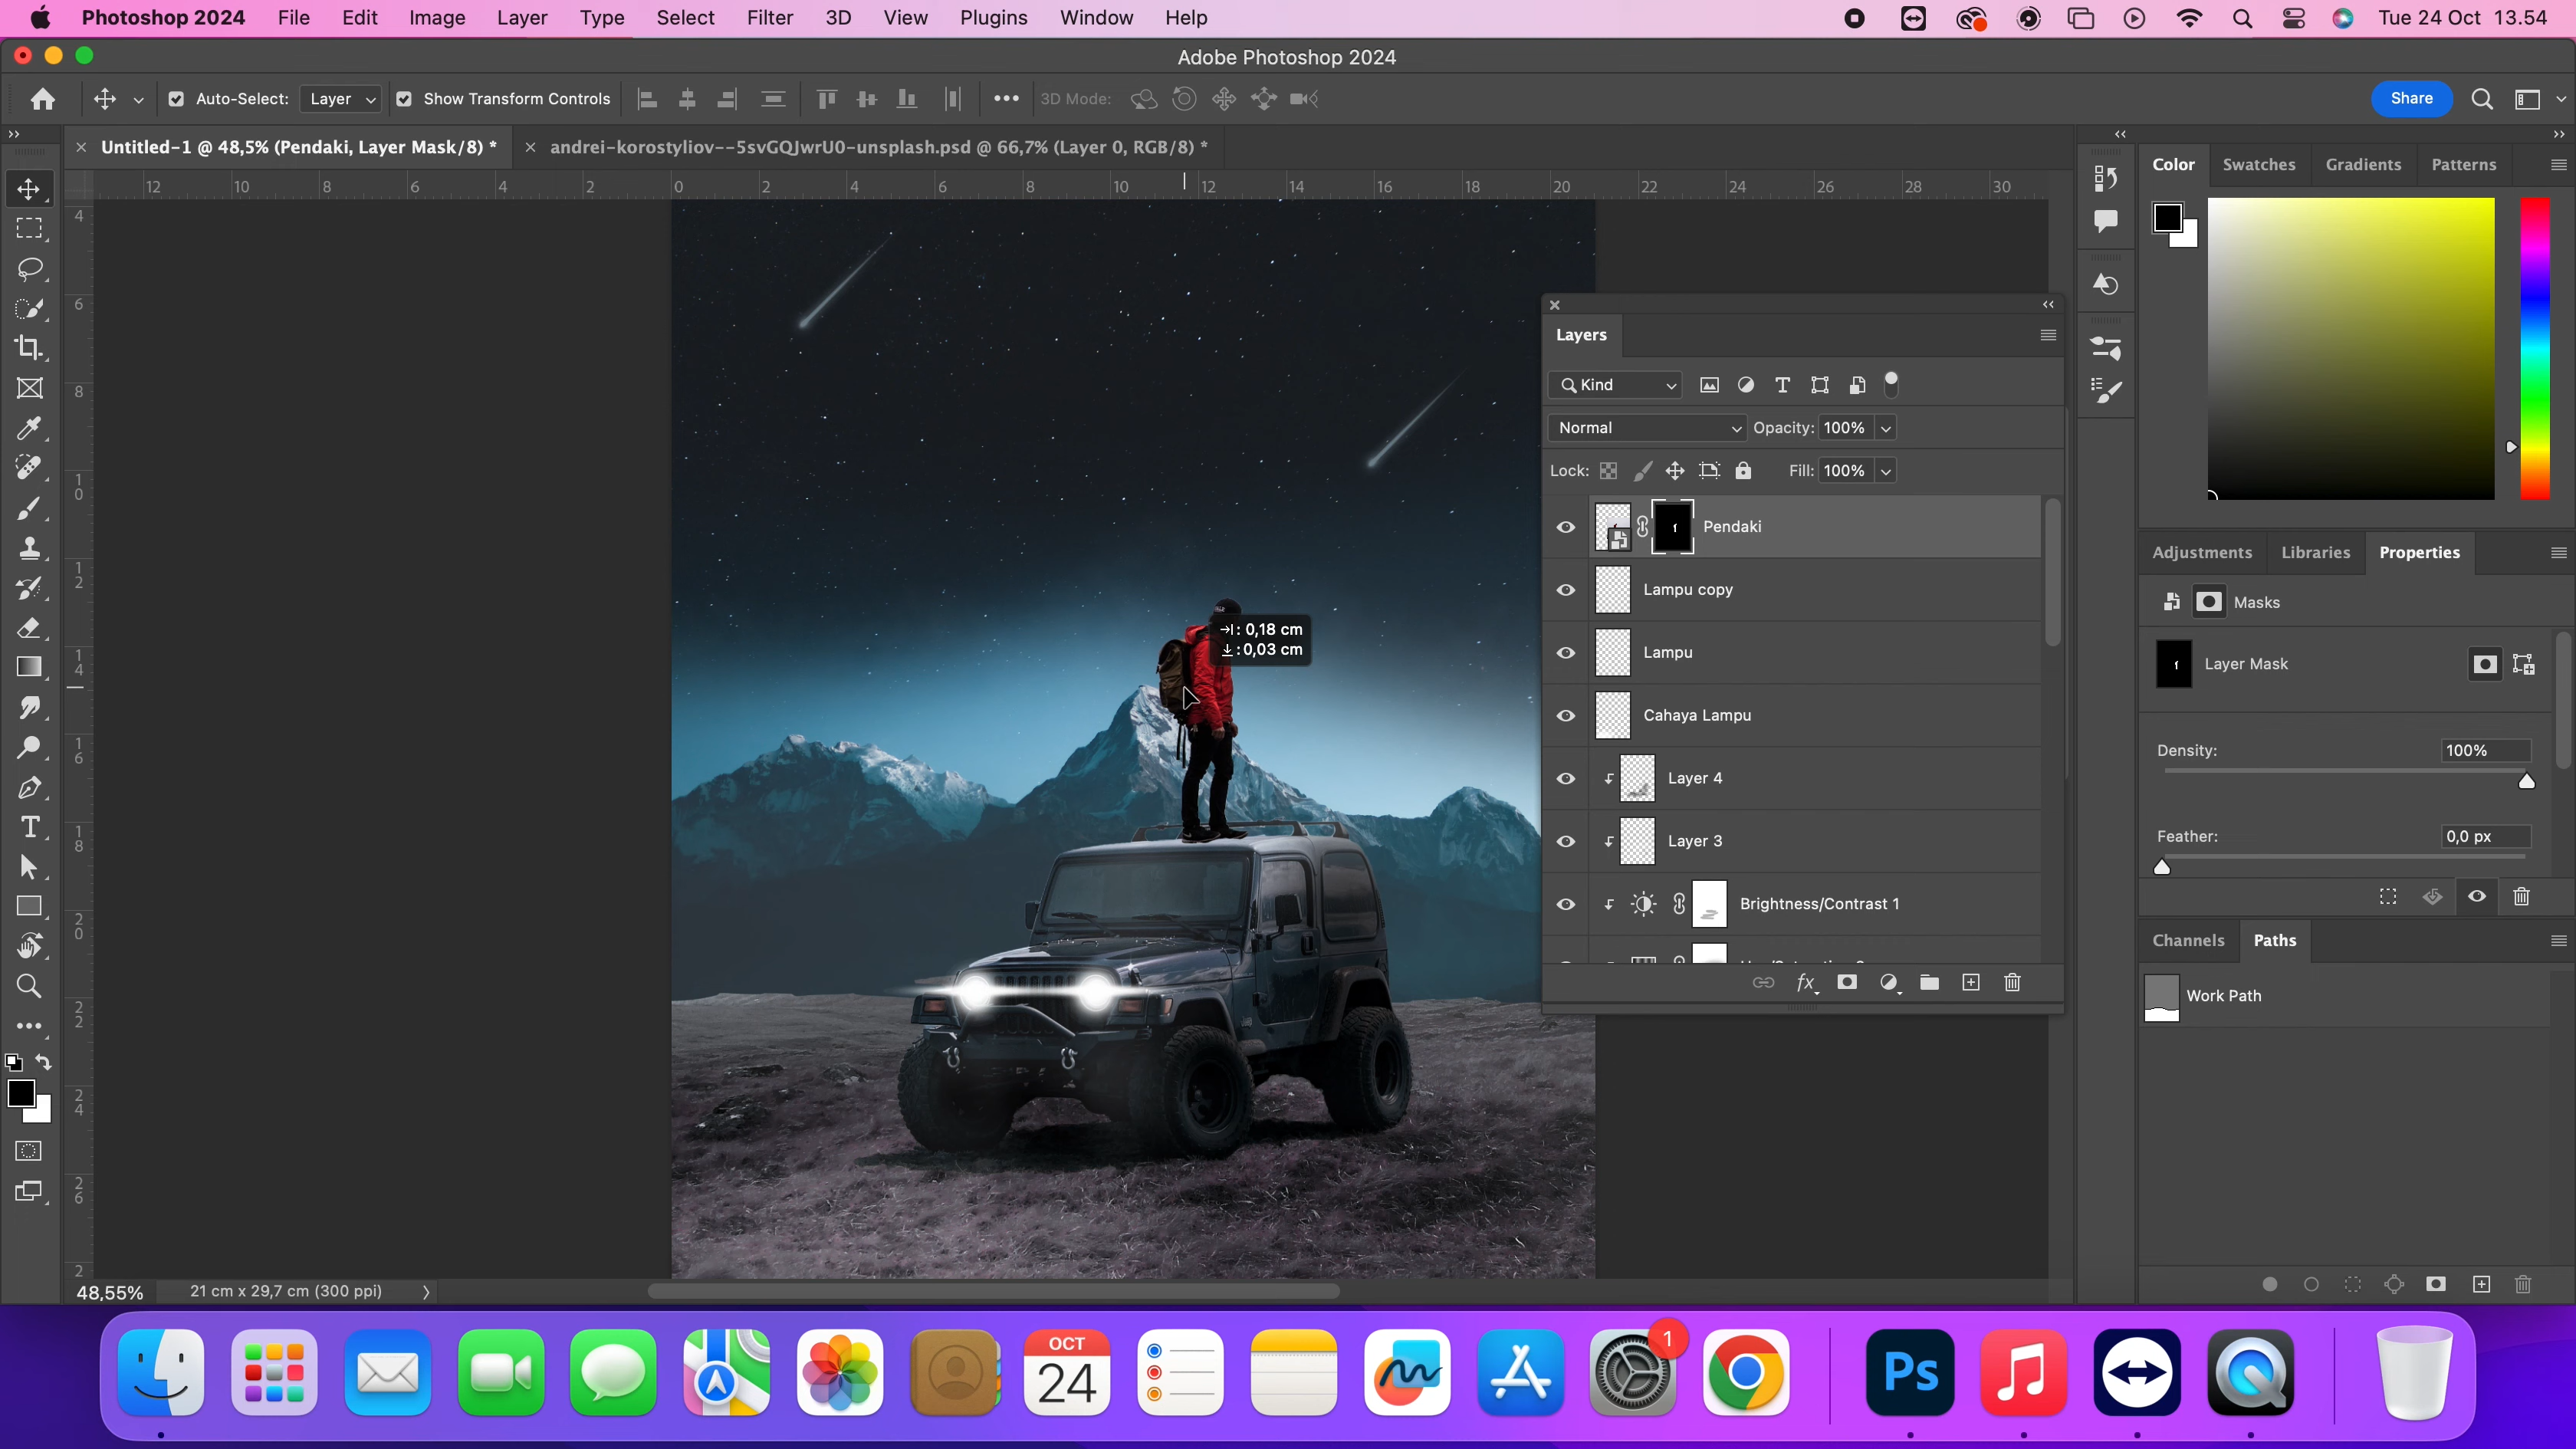 Photoshop 2024 File Edit Image Layer Type Select Filter 3D View Plugins Window Help Tue 24 Oct 13.54
Adobe Photoshop 2024
Auto-Select: Layer Show Transform Controls 3D Mode: Share
Untitled-1 @ 48,5% (Pendaki, Layer Mask/8) * andrei-korostyliov--5svGQJwrU0-unsplash.psd @ 66,7% (Layer 0, RGB/8) *
12 10 8 6 4 2 0 2 4 6 8 10 12 14 16 18 20 22 24 26 28 30
4
6
8
10
12
14
16
18
20
22
24
26
2
Color Swatches Gradients Patterns
Layers
Kind
Normal Opacity: 100%
Lock: Fill: 100%
Pendaki
Lampu copy
Lampu
Cahaya Lampu
Layer 4
Layer 3
Brightness/Contrast 1
: 0,18 cm
: 0,03 cm
Adjustments Libraries Properties
Masks
Layer Mask
Density: 100%
Feather: 0,0 px
Channels Paths
Work Path
48,55% 21 cm x 29,7 cm (300 ppi)
OCT
24
1
Ps